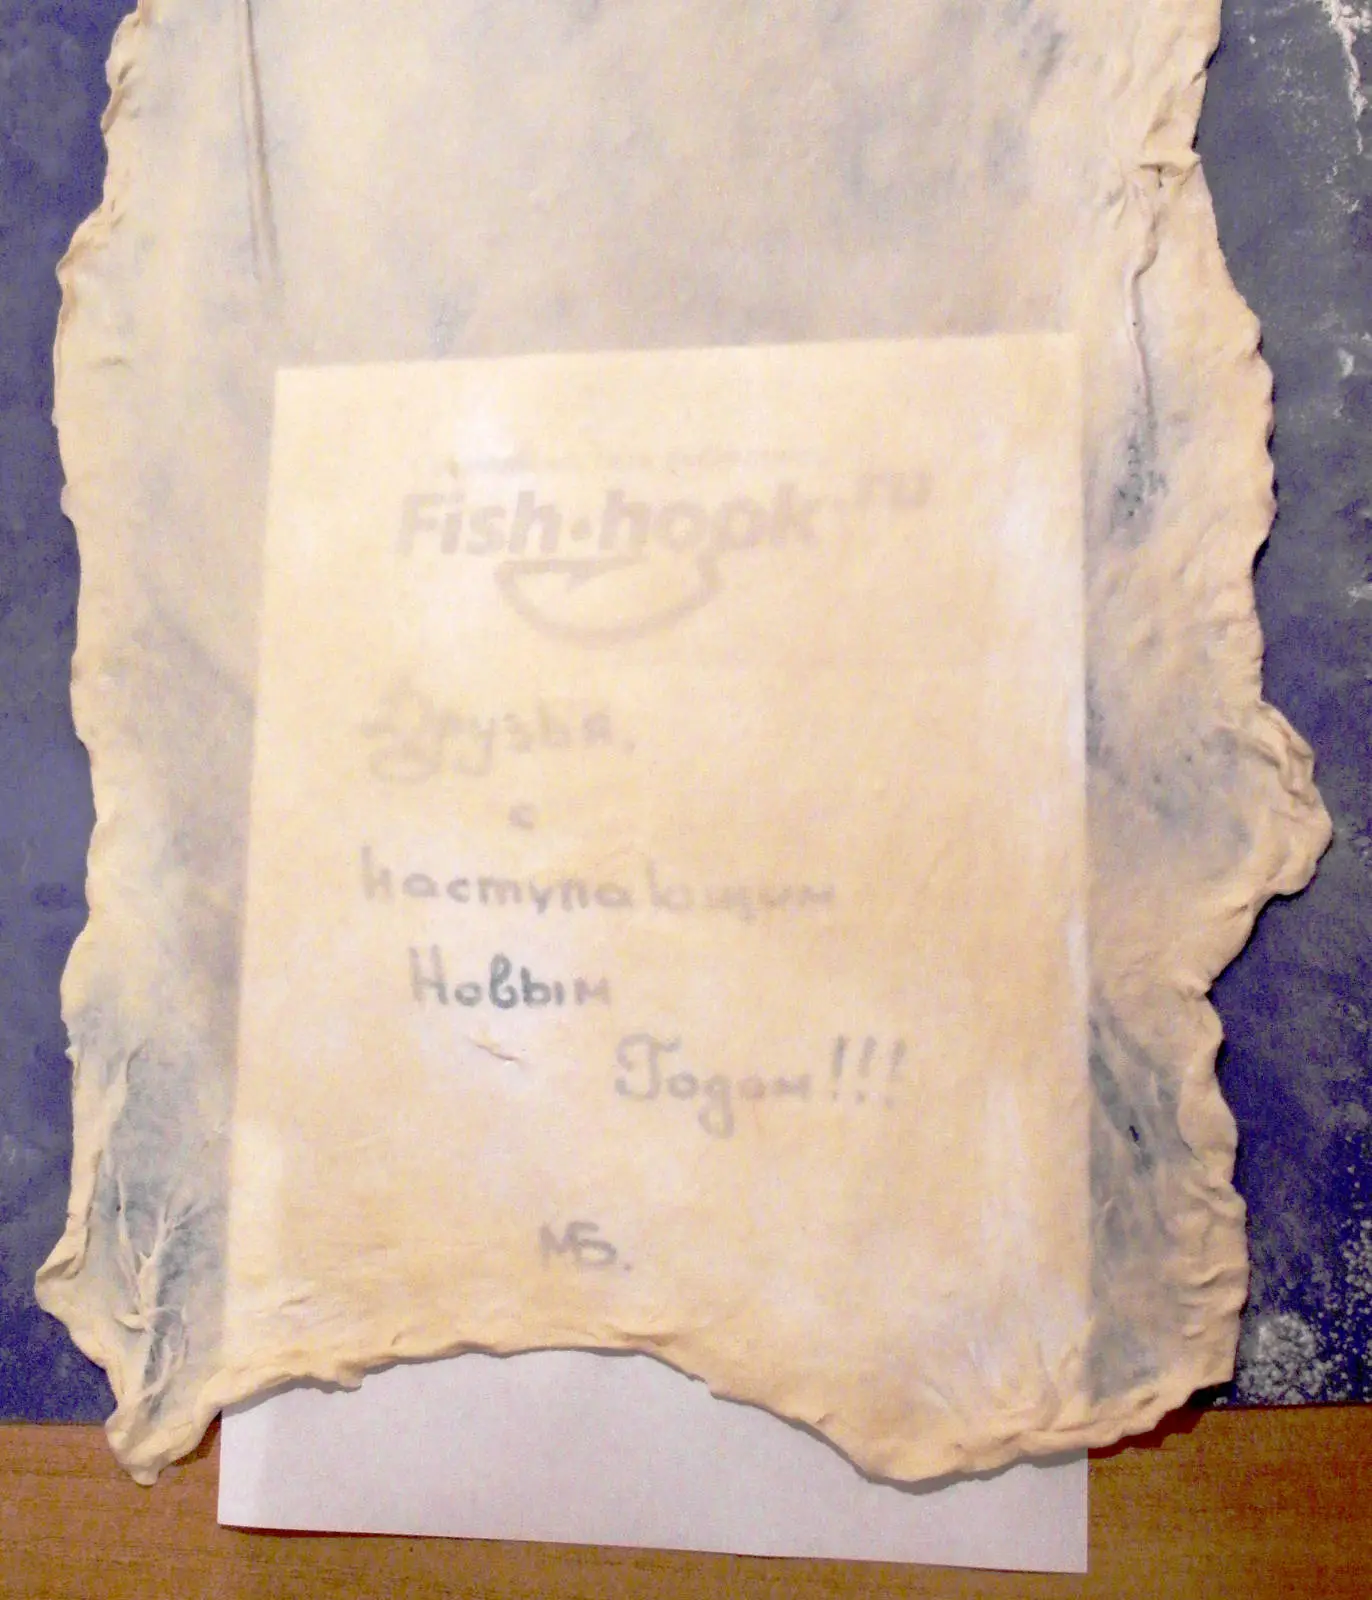 Fish·hook.ru
Друзья,
с
наступающим
Новым
Годом!!!
МБ.